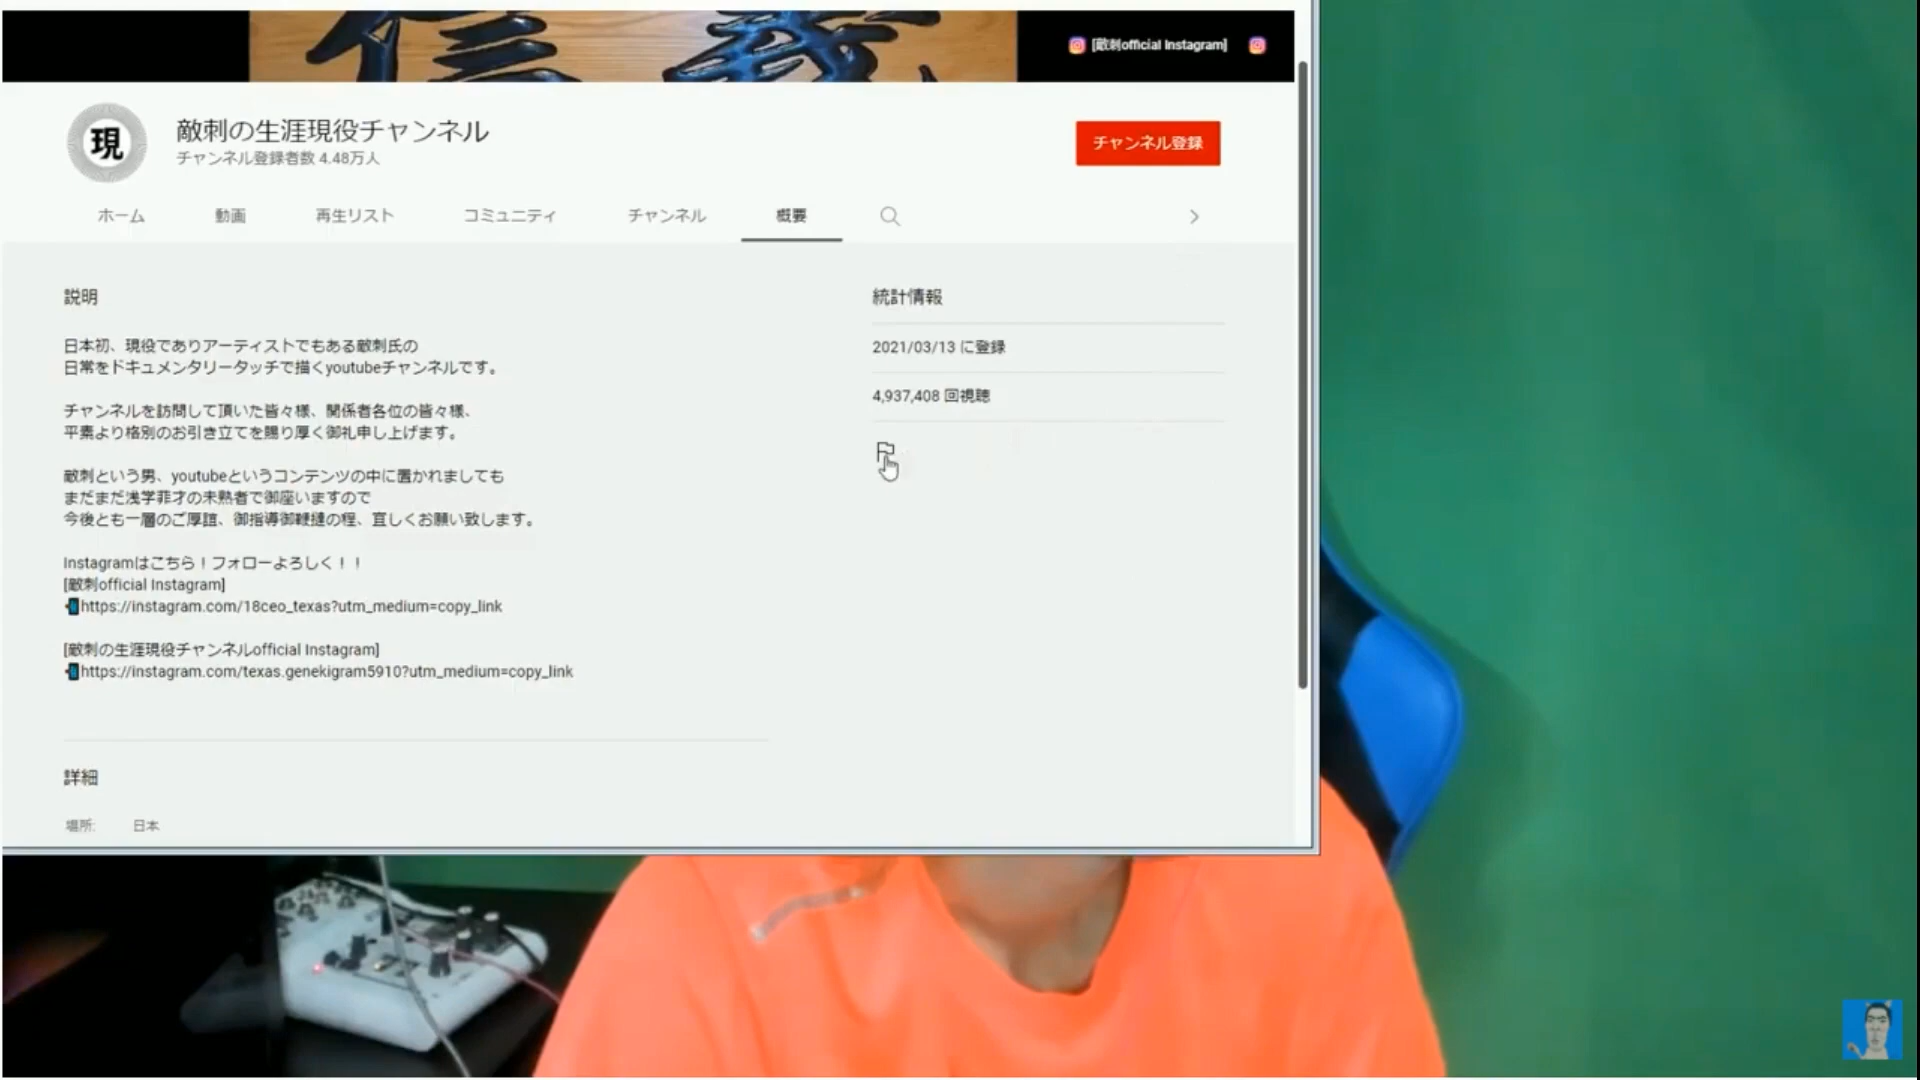 信義
[敵刺official Instagram]
現
敵刺の生涯現役チャンネル
チャンネル登録者数 4.48万人
チャンネル登録
ホーム 動画 再生リスト コミュニティ チャンネル 概要
説明
日本初、現役でありアーティストでもある敵刺氏の
日常をドキュメンタリータッチで描くyoutubeチャンネルです。
チャンネルを訪問して頂いた皆々様、関係者各位の皆々様、
平素より格別のお引き立てを賜り厚く御礼申し上げます。
敵刺という男、youtubeというコンテンツの中に置かれましても
まだまだ浅学菲才の未熟者で御座いますので
今後とも一層のご厚誼、御指導御鞭撻の程、宜しくお願い致します。
Instagramはこちら！フォローよろしく！！
[敵刺official Instagram]
https://instagram.com/18ceo_texas?utm_medium=copy_link
[敵刺の生涯現役チャンネルofficial Instagram]
https://instagram.com/texas.genekigram5910?utm_medium=copy_link
詳細
場所: 日本
統計情報
2021/03/13 に登録
4,937,408 回視聴